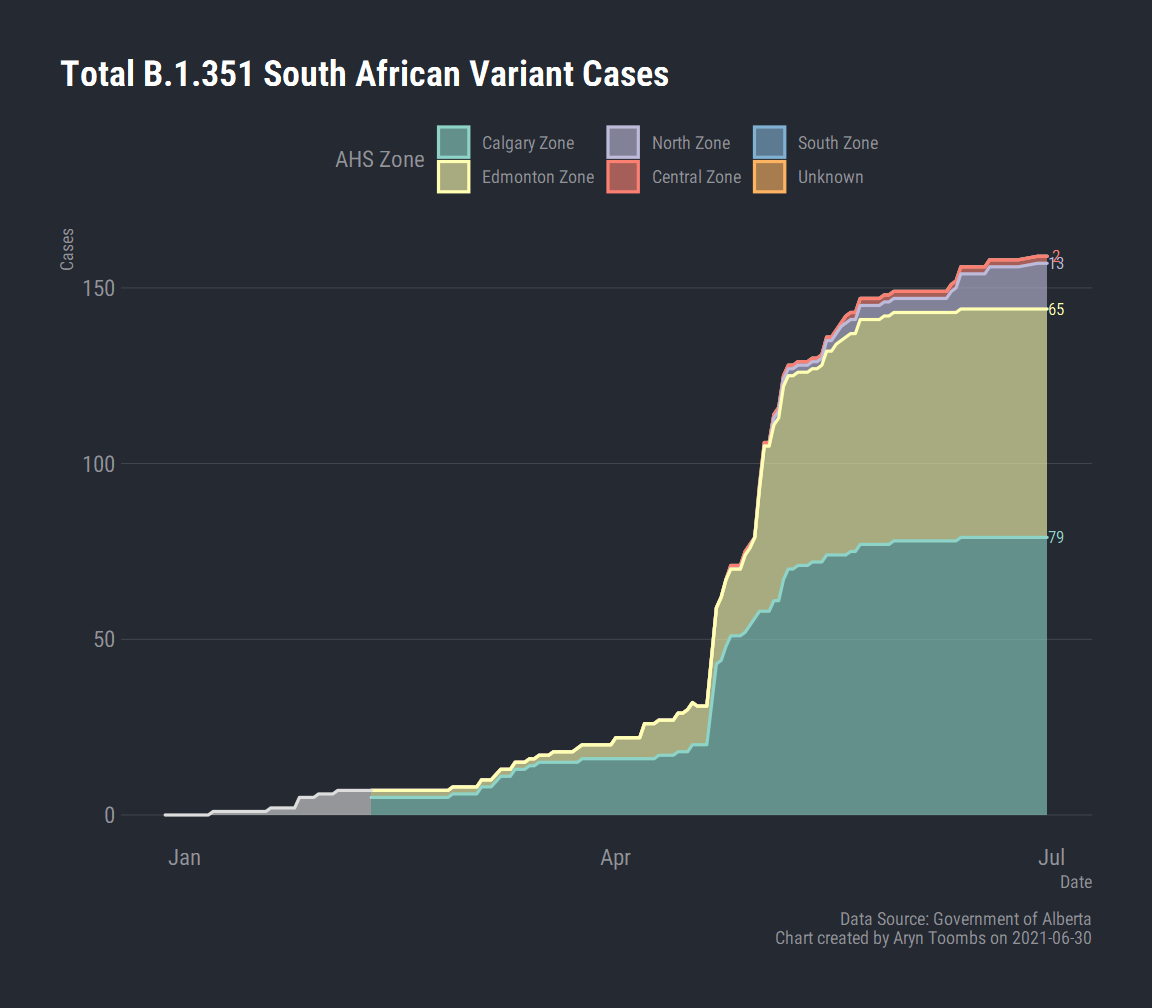 Total B.1.351 South African Variant Cases
AHS Zone
Calgary Zone
North Zone
South Zone
Edmonton Zone
Central Zone
Unknown
Cases
150
100
50
0
2
13
65
79
Jan
Apr
Jul
Date
Data Source: Government of Alberta
Chart created by Aryn Toombs on 2021-06-30